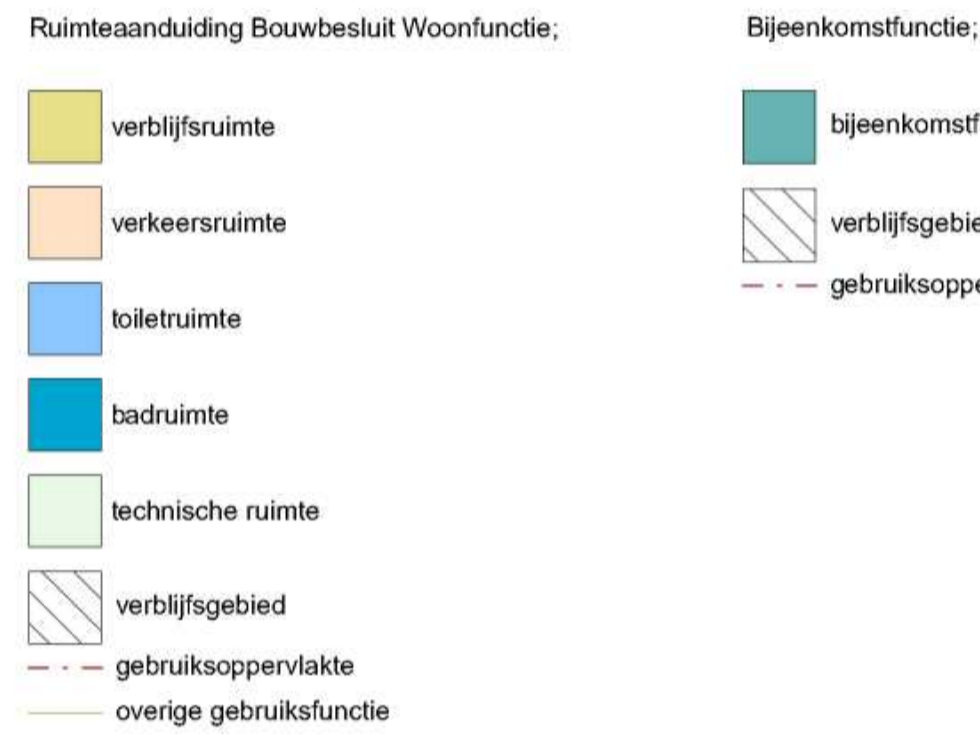 Ruimteaanduiding Bouwbesluit Woonfunctie;
verblijfsruimte
verkeersruimte
toiletruimte
badruimte
technische ruimte
verblijfsgebied
gebruiksoppervlakte
overige gebruiksfunctie
Bijeenkomstfunctie;